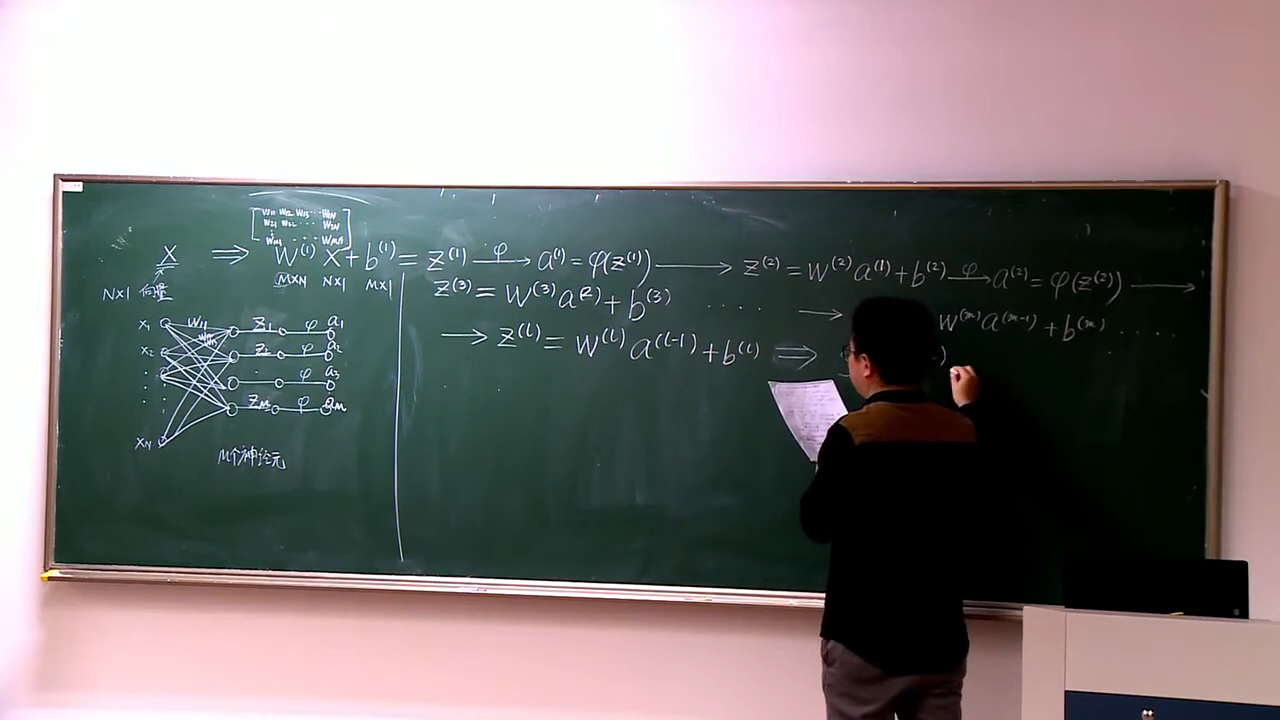 W11 W12 W13 ··· W1N
W21 W22 ··· W2N
WM1 ··· WMN
X ⇒ W(1) X + b(1) = Z(1) φ→ a(1) = φ(Z(1)) → Z(2) = W(2) a(1) + b(2) φ→ a(2) = φ(Z(2)) →
N×1 向量 M×N N×1 M×1
Z(3) = W(3) a(2) + b(3) ···· → W(m) a(m-1) + b(m) ····
→ Z(l) = W(l) a(l-1) + b(l) ⇒
x1 W11 Z1 φ a1
x2 Z2 φ a2
φ a3
ZM φ aM
xN
M个神经元